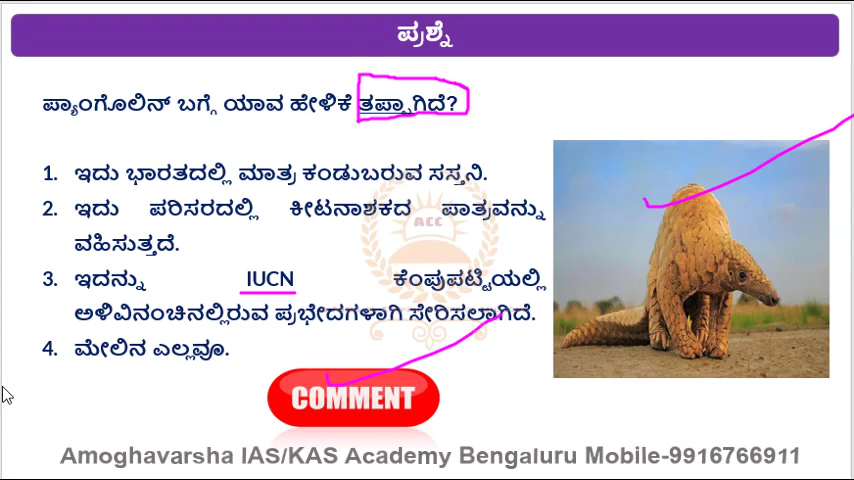 ಪ್ರಶ್ನೆ
ಪ್ಯಾಂಗೊಲಿನ್ ಬಗ್ಗೆ ಯಾವ ಹೇಳಿಕೆ ತಪ್ಪಾಗಿದೆ?
1. ಇದು ಭಾರತದಲ್ಲಿ ಮಾತ್ರ ಕಂಡುಬರುವ ಸಸ್ತನಿ.
2. ಇದು ಪರಿಸರದಲ್ಲಿ ಕೀಟನಾಶಕದ ಪಾತ್ರವನ್ನು
ವಹಿಸುತ್ತದೆ.
3. ಇದನ್ನು IUCN ಕೆಂಪುಪಟ್ಟಿಯಲ್ಲಿ
ಅಳಿವಿನಂಚಿನಲ್ಲಿರುವ ಪ್ರಭೇದಗಳಾಗಿ ಸೇರಿಸಲಾಗಿದೆ.
4. ಮೇಲಿನ ಎಲ್ಲವೂ.
ACC
COMMENT
Amoghavarsha IAS/KAS Academy Bengaluru Mobile-9916766911